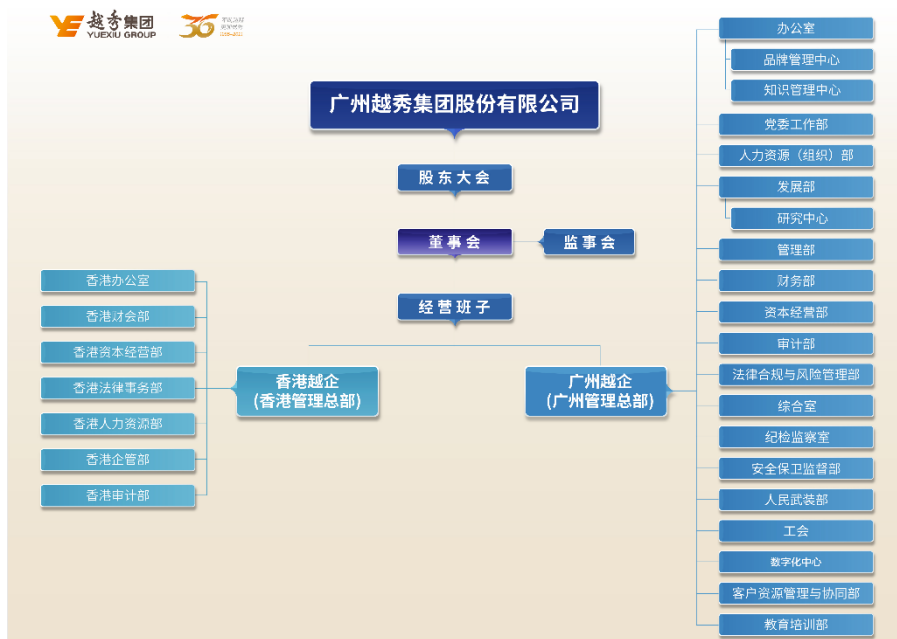 越秀集团
YUEXIU GROUP
36
广州越秀集团股份有限公司
股东大会
董事会
监事会
经营班子
香港越企
(香港管理总部)
广州越企
(广州管理总部)
香港办公室
香港财会部
香港资本经营部
香港法律事务部
香港人力资源部
香港企管部
香港审计部
办公室
品牌管理中心
知识管理中心
党委工作部
人力资源（组织）部
发展部
研究中心
管理部
财务部
资本经营部
审计部
法律合规与风险管理部
综合室
纪检监察室
安全保卫监督部
人民武装部
工会
数字化中心
客户资源管理与协同部
教育培训部